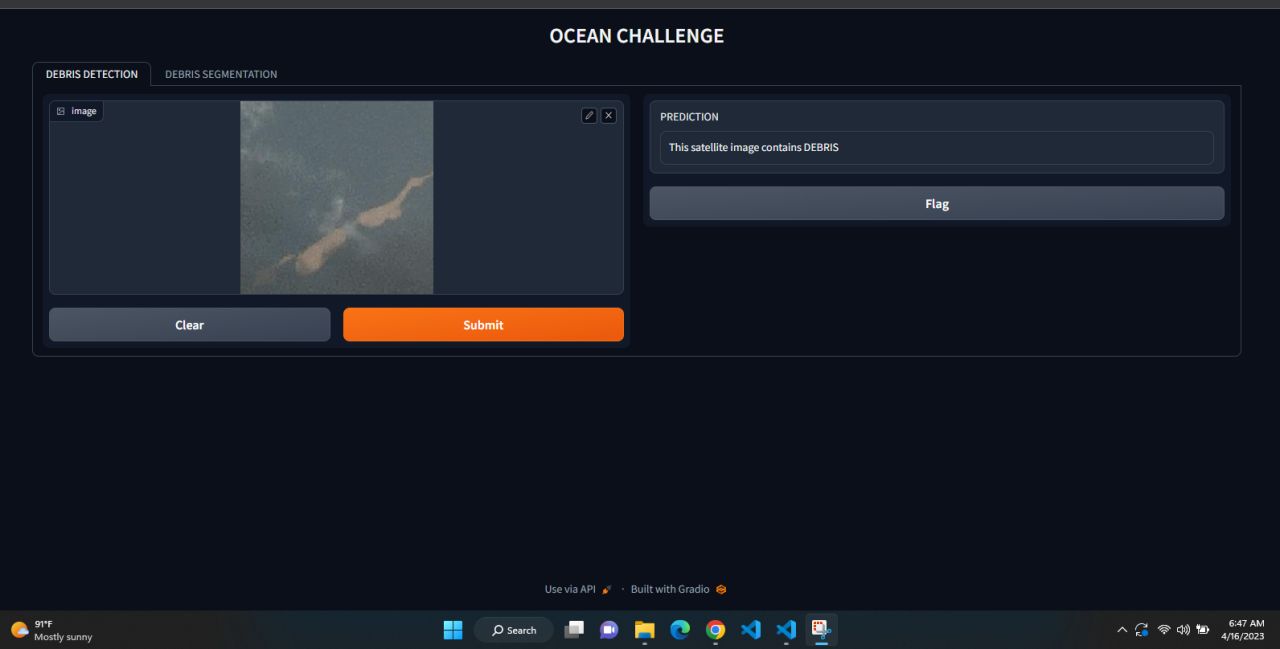 OCEAN CHALLENGE
DEBRIS DETECTION
DEBRIS SEGMENTATION
image
Clear
Submit
PREDICTION
This satellite image contains DEBRIS
Flag
Use via API · Built with Gradio
91°F
Mostly sunny
Search
6:47 AM
4/16/2023